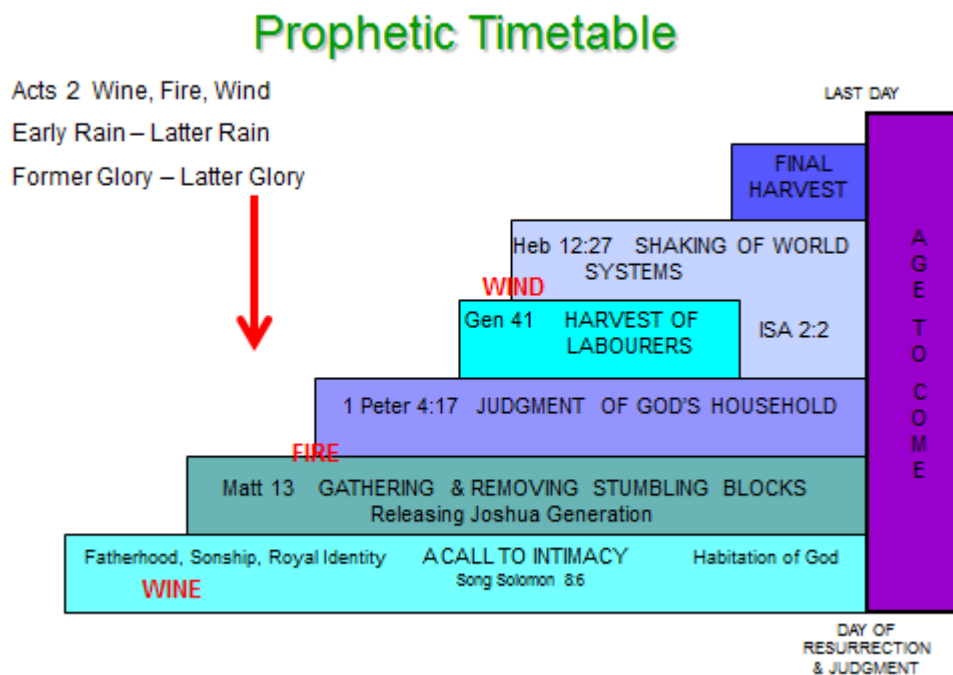 Prophetic Timetable
Acts 2 Wine, Fire, Wind
Early Rain – Latter Rain
Former Glory – Latter Glory
LAST DAY
FINAL
HARVEST
Heb 12:27 SHAKING OF WORLD
SYSTEMS
WIND
Gen 41 HARVEST OF
LABOURERS
ISA 2:2
1 Peter 4:17 JUDGMENT OF GOD'S HOUSEHOLD
FIRE
Matt 13 GATHERING & REMOVING STUMBLING BLOCKS
Releasing Joshua Generation
Fatherhood, Sonship, Royal Identity
A CALL TO INTIMACY
Song Solomon 8:6
Habitation of God
WINE
AGE TO COME
DAY OF
RESURRECTION
& JUDGMENT